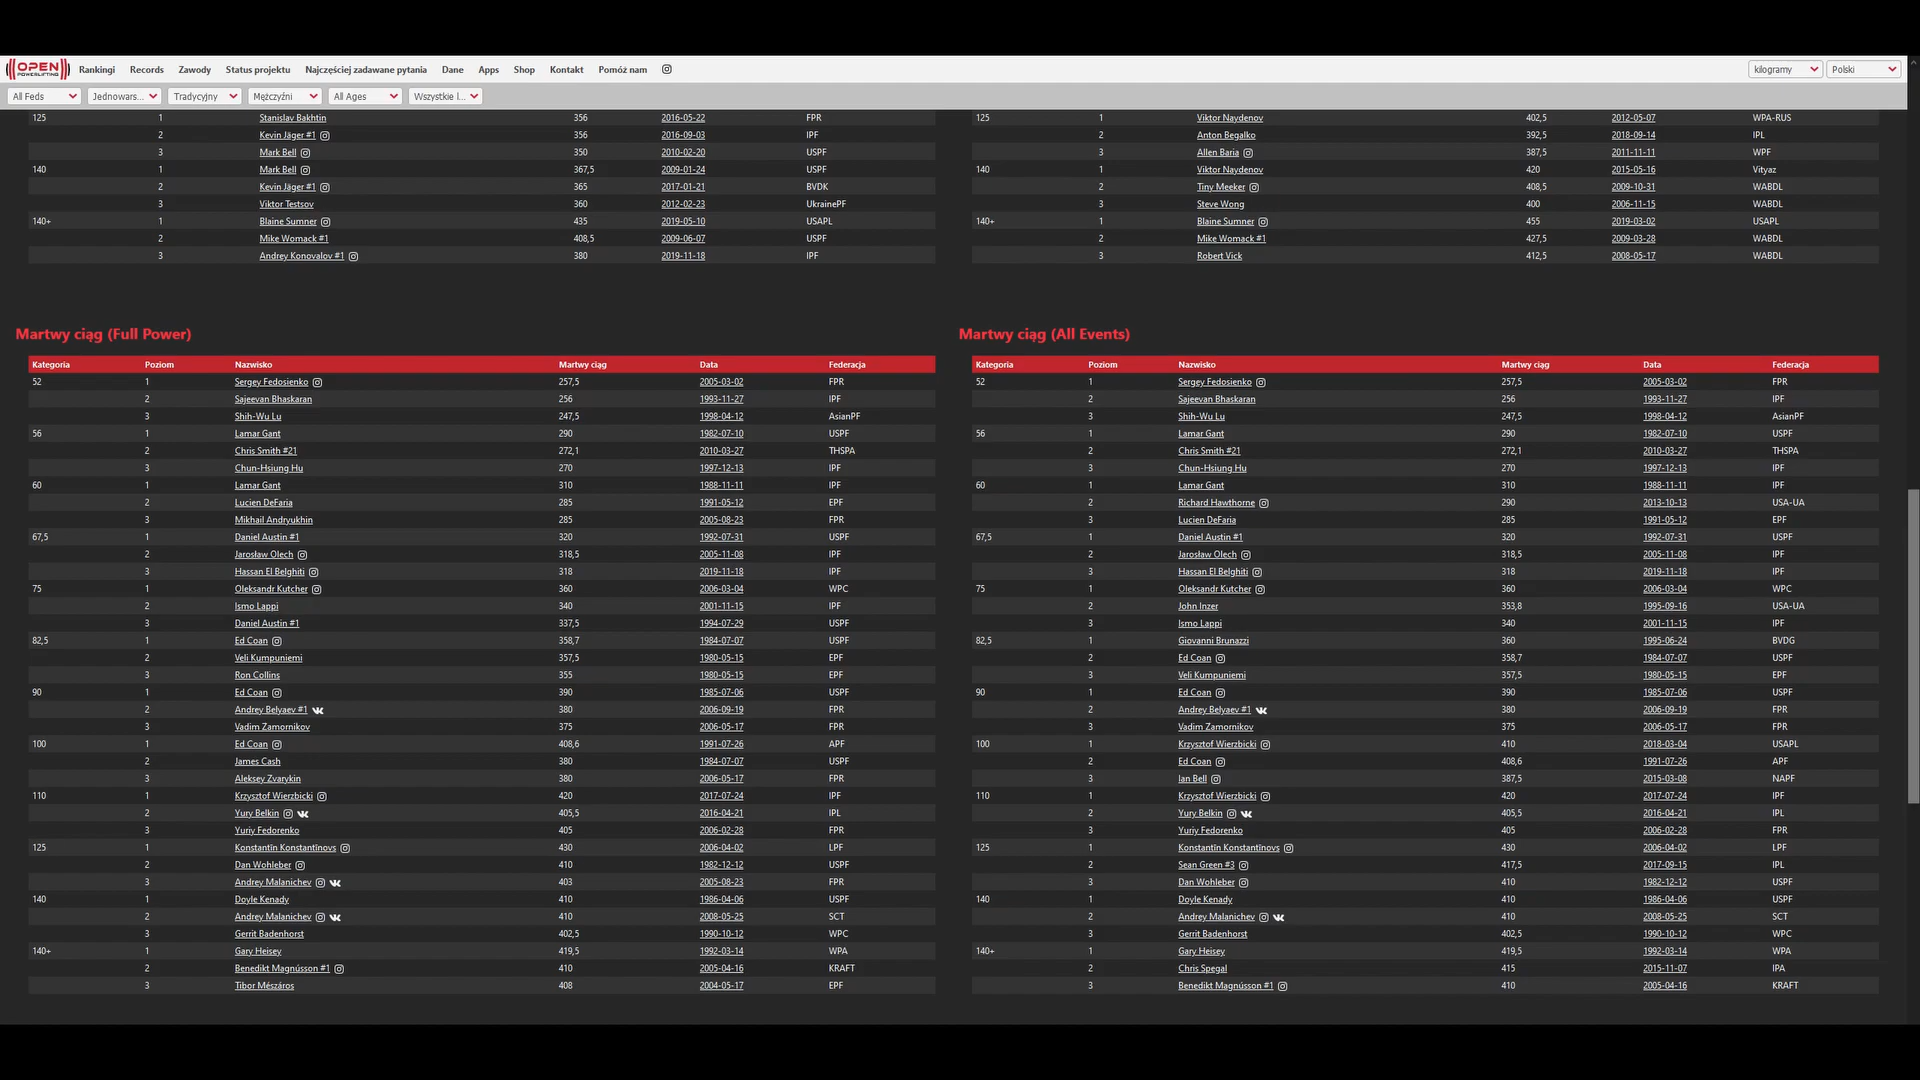 OPEN POWERLIFTING Rankingi Records Zawody Status projektu Najczęściej zadawane pytania Dane Apps Shop Kontakt Pomóż nam kilogramy Polski
All Feds Jednowars... Tradycyjny Mężczyźni All Ages Wszystkie l...
125 1 Stanislav Bakhtin 356 2016-05-22 FPR
2 Kevin Jäger #1 356 2016-09-03 IPF
3 Mark Bell 350 2010-02-20 USPF
140 1 Mark Bell 367,5 2009-01-24 USPF
2 Kevin Jäger #1 365 2017-01-21 BVDK
3 Viktor Testsov 360 2012-02-23 UkrainePF
140+ 1 Blaine Sumner 435 2019-05-10 USAPL
2 Mike Womack #1 408,5 2009-06-07 USPF
3 Andrey Konovalov #1 380 2019-11-18 IPF
125 1 Viktor Naydenov 402,5 2012-05-07 WPA-RUS
2 Anton Begalko 392,5 2018-09-14 IPL
3 Allen Baria 387,5 2011-11-11 WPF
140 1 Viktor Naydenov 420 2015-05-16 Vityaz
2 Tiny Meeker 408,5 2009-10-31 WABDL
3 Steve Wong 400 2006-11-15 WABDL
140+ 1 Blaine Sumner 455 2019-03-02 USAPL
2 Mike Womack #1 427,5 2009-03-28 WABDL
3 Robert Vick 412,5 2008-05-17 WABDL
Martwy ciąg (Full Power)
Kategoria Poziom Nazwisko Martwy ciąg Data Federacja
52 1 Sergey Fedosienko 257,5 2005-03-02 FPR
2 Sajeevan Bhaskaran 256 1993-11-27 IPF
3 Shih-Wu Lu 247,5 1998-04-12 AsianPF
56 1 Lamar Gant 290 1982-07-10 USPF
2 Chris Smith #21 272,1 2010-03-27 THSPA
3 Chun-Hsiung Hu 270 1997-12-13 IPF
60 1 Lamar Gant 310 1988-11-11 IPF
2 Lucien DeFaria 285 1991-05-12 EPF
3 Mikhail Andryukhin 285 2005-08-23 FPR
67,5 1 Daniel Austin #1 320 1992-07-31 USPF
2 Jarosław Olech 318,5 2005-11-08 IPF
3 Hassan El Belghiti 318 2019-11-18 IPF
75 1 Oleksandr Kutcher 360 2006-03-04 WPC
2 Ismo Lappi 340 2001-11-15 IPF
3 Daniel Austin #1 337,5 1994-07-29 USPF
82,5 1 Ed Coan 358,7 1984-07-07 USPF
2 Veli Kumpuniemi 357,5 1980-05-15 EPF
3 Ron Collins 355 1980-05-15 EPF
90 1 Ed Coan 390 1985-07-06 USPF
2 Andrey Belyaev #1 380 2006-09-19 FPR
3 Vadim Zamornikov 375 2006-05-17 FPR
100 1 Ed Coan 408,6 1991-07-26 APF
2 James Cash 380 1984-07-07 USPF
3 Aleksey Zvarykin 380 2006-05-17 FPR
110 1 Krzysztof Wierzbicki 420 2017-07-24 IPF
2 Yury Belkin 405,5 2016-04-21 IPL
3 Yuriy Fedorenko 405 2006-02-28 FPR
125 1 Konstantīn Konstantīnovs 430 2006-04-02 LPF
2 Dan Wohleber 410 1982-12-12 USPF
3 Andrey Malanichev 403 2005-08-23 FPR
140 1 Doyle Kenady 410 1986-04-06 USPF
2 Andrey Malanichev 410 2008-05-25 SCT
3 Gerrit Badenhorst 402,5 1990-10-12 WPC
140+ 1 Gary Heisey 419,5 1992-03-14 WPA
2 Benedikt Magnússon #1 410 2005-04-16 KRAFT
3 Tibor Mészáros 408 2004-05-17 EPF
Martwy ciąg (All Events)
Kategoria Poziom Nazwisko Martwy ciąg Data Federacja
52 1 Sergey Fedosienko 257,5 2005-03-02 FPR
2 Sajeevan Bhaskaran 256 1993-11-27 IPF
3 Shih-Wu Lu 247,5 1998-04-12 AsianPF
56 1 Lamar Gant 290 1982-07-10 USPF
2 Chris Smith #21 272,1 2010-03-27 THSPA
3 Chun-Hsiung Hu 270 1997-12-13 IPF
60 1 Lamar Gant 310 1988-11-11 IPF
2 Richard Hawthorne 290 2013-10-13 USA-UA
3 Lucien DeFaria 285 1991-05-12 EPF
67,5 1 Daniel Austin #1 320 1992-07-31 USPF
2 Jarosław Olech 318,5 2005-11-08 IPF
3 Hassan El Belghiti 318 2019-11-18 IPF
75 1 Oleksandr Kutcher 360 2006-03-04 WPC
2 John Inzer 353,8 1995-09-16 USA-UA
3 Ismo Lappi 340 2001-11-15 IPF
82,5 1 Giovanni Brunazzi 360 1995-06-24 BVDG
2 Ed Coan 358,7 1984-07-07 USPF
3 Veli Kumpuniemi 357,5 1980-05-15 EPF
90 1 Ed Coan 390 1985-07-06 USPF
2 Andrey Belyaev #1 380 2006-09-19 FPR
3 Vadim Zamornikov 375 2006-05-17 FPR
100 1 Krzysztof Wierzbicki 410 2018-03-04 USAPL
2 Ed Coan 408,6 1991-07-26 APF
3 Ian Bell 387,5 2015-03-08 NAPF
110 1 Krzysztof Wierzbicki 420 2017-07-24 IPF
2 Yury Belkin 405,5 2016-04-21 IPL
3 Yuriy Fedorenko 405 2006-02-28 FPR
125 1 Konstantīn Konstantīnovs 430 2006-04-02 LPF
2 Sean Green #3 417,5 2017-09-15 IPL
3 Dan Wohleber 410 1982-12-12 USPF
140 1 Doyle Kenady 410 1986-04-06 USPF
2 Andrey Malanichev 410 2008-05-25 SCT
3 Gerrit Badenhorst 402,5 1990-10-12 WPC
140+ 1 Gary Heisey 419,5 1992-03-14 WPA
2 Chris Spegal 415 2015-11-07 IPA
3 Benedikt Magnússon #1 410 2005-04-16 KRAFT